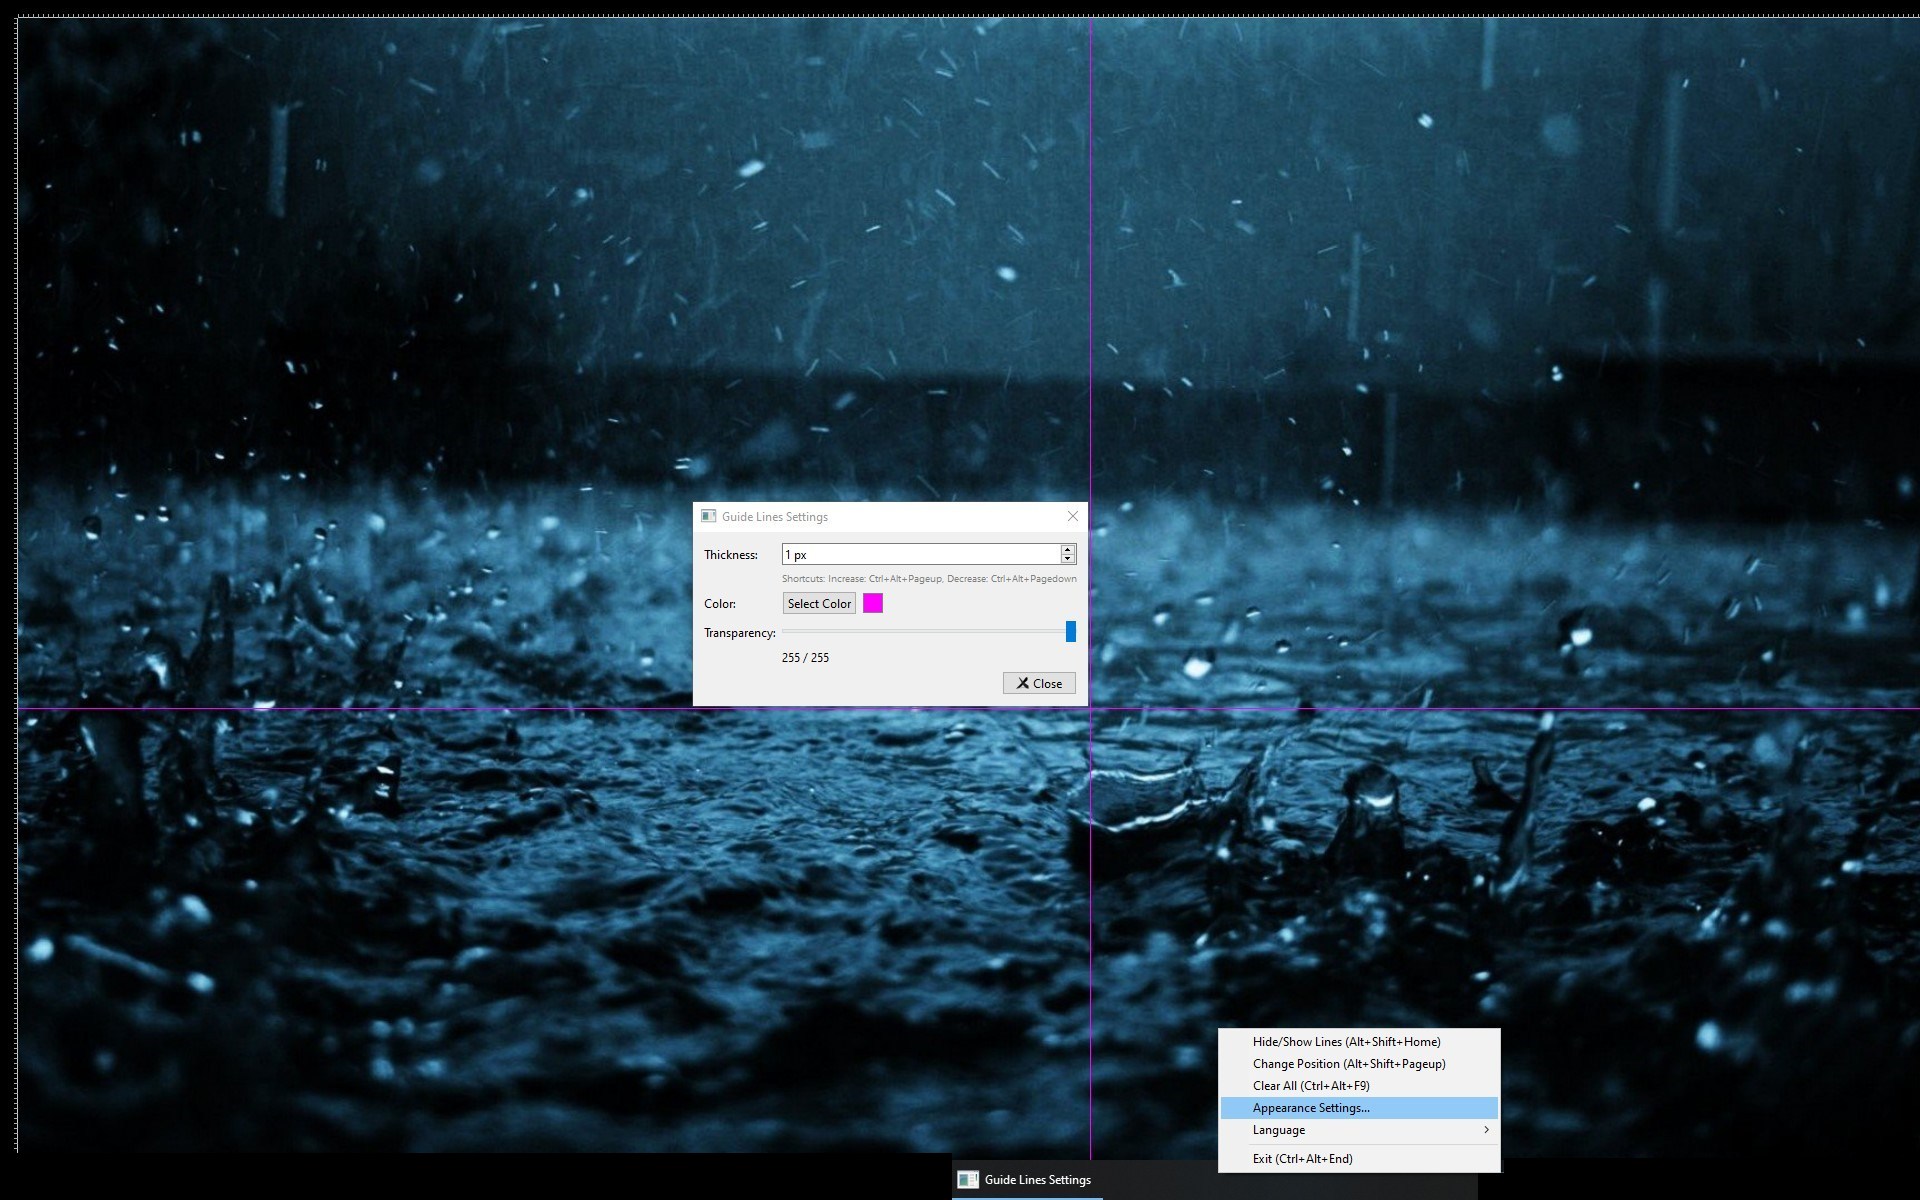 Guide Lines Settings
Thickness: 1 px
Shortcuts: Increase: Ctrl+Alt+Pageup, Decrease: Ctrl+Alt+Pagedown
Color: Select Color
Transparency:
255 / 255
Close
Hide/Show Lines (Alt+Shift+Home)
Change Position (Alt+Shift+Pageup)
Clear All (Ctrl+Alt+F9)
Appearance Settings...
Language
Exit (Ctrl+Alt+End)
Guide Lines Settings